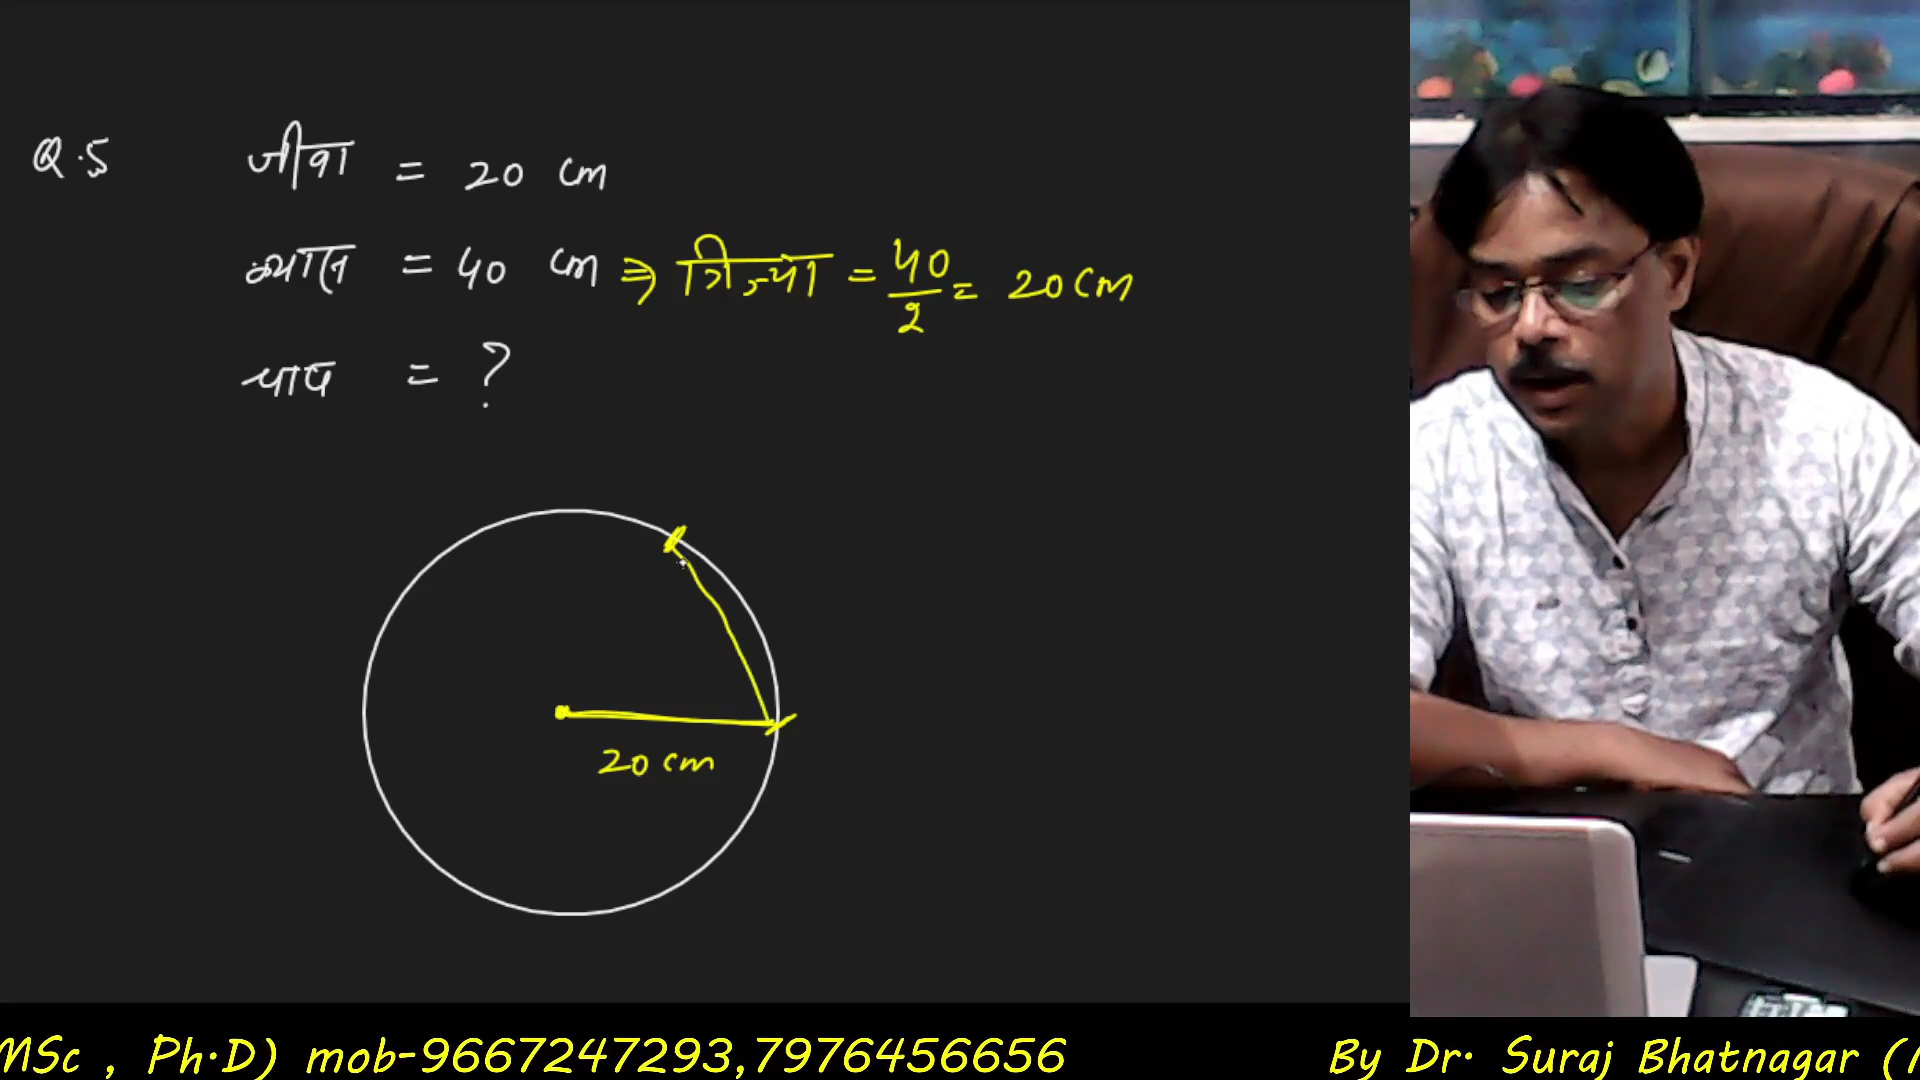 Q.5 जीवा = 20 cm
व्यास = 40 cm ⇒ त्रिज्या = 40/2 = 20 cm
चाप = ?
20 cm
MSc , Ph.D) mob-9667247293,7976456656 By Dr. Suraj Bhatnagar (